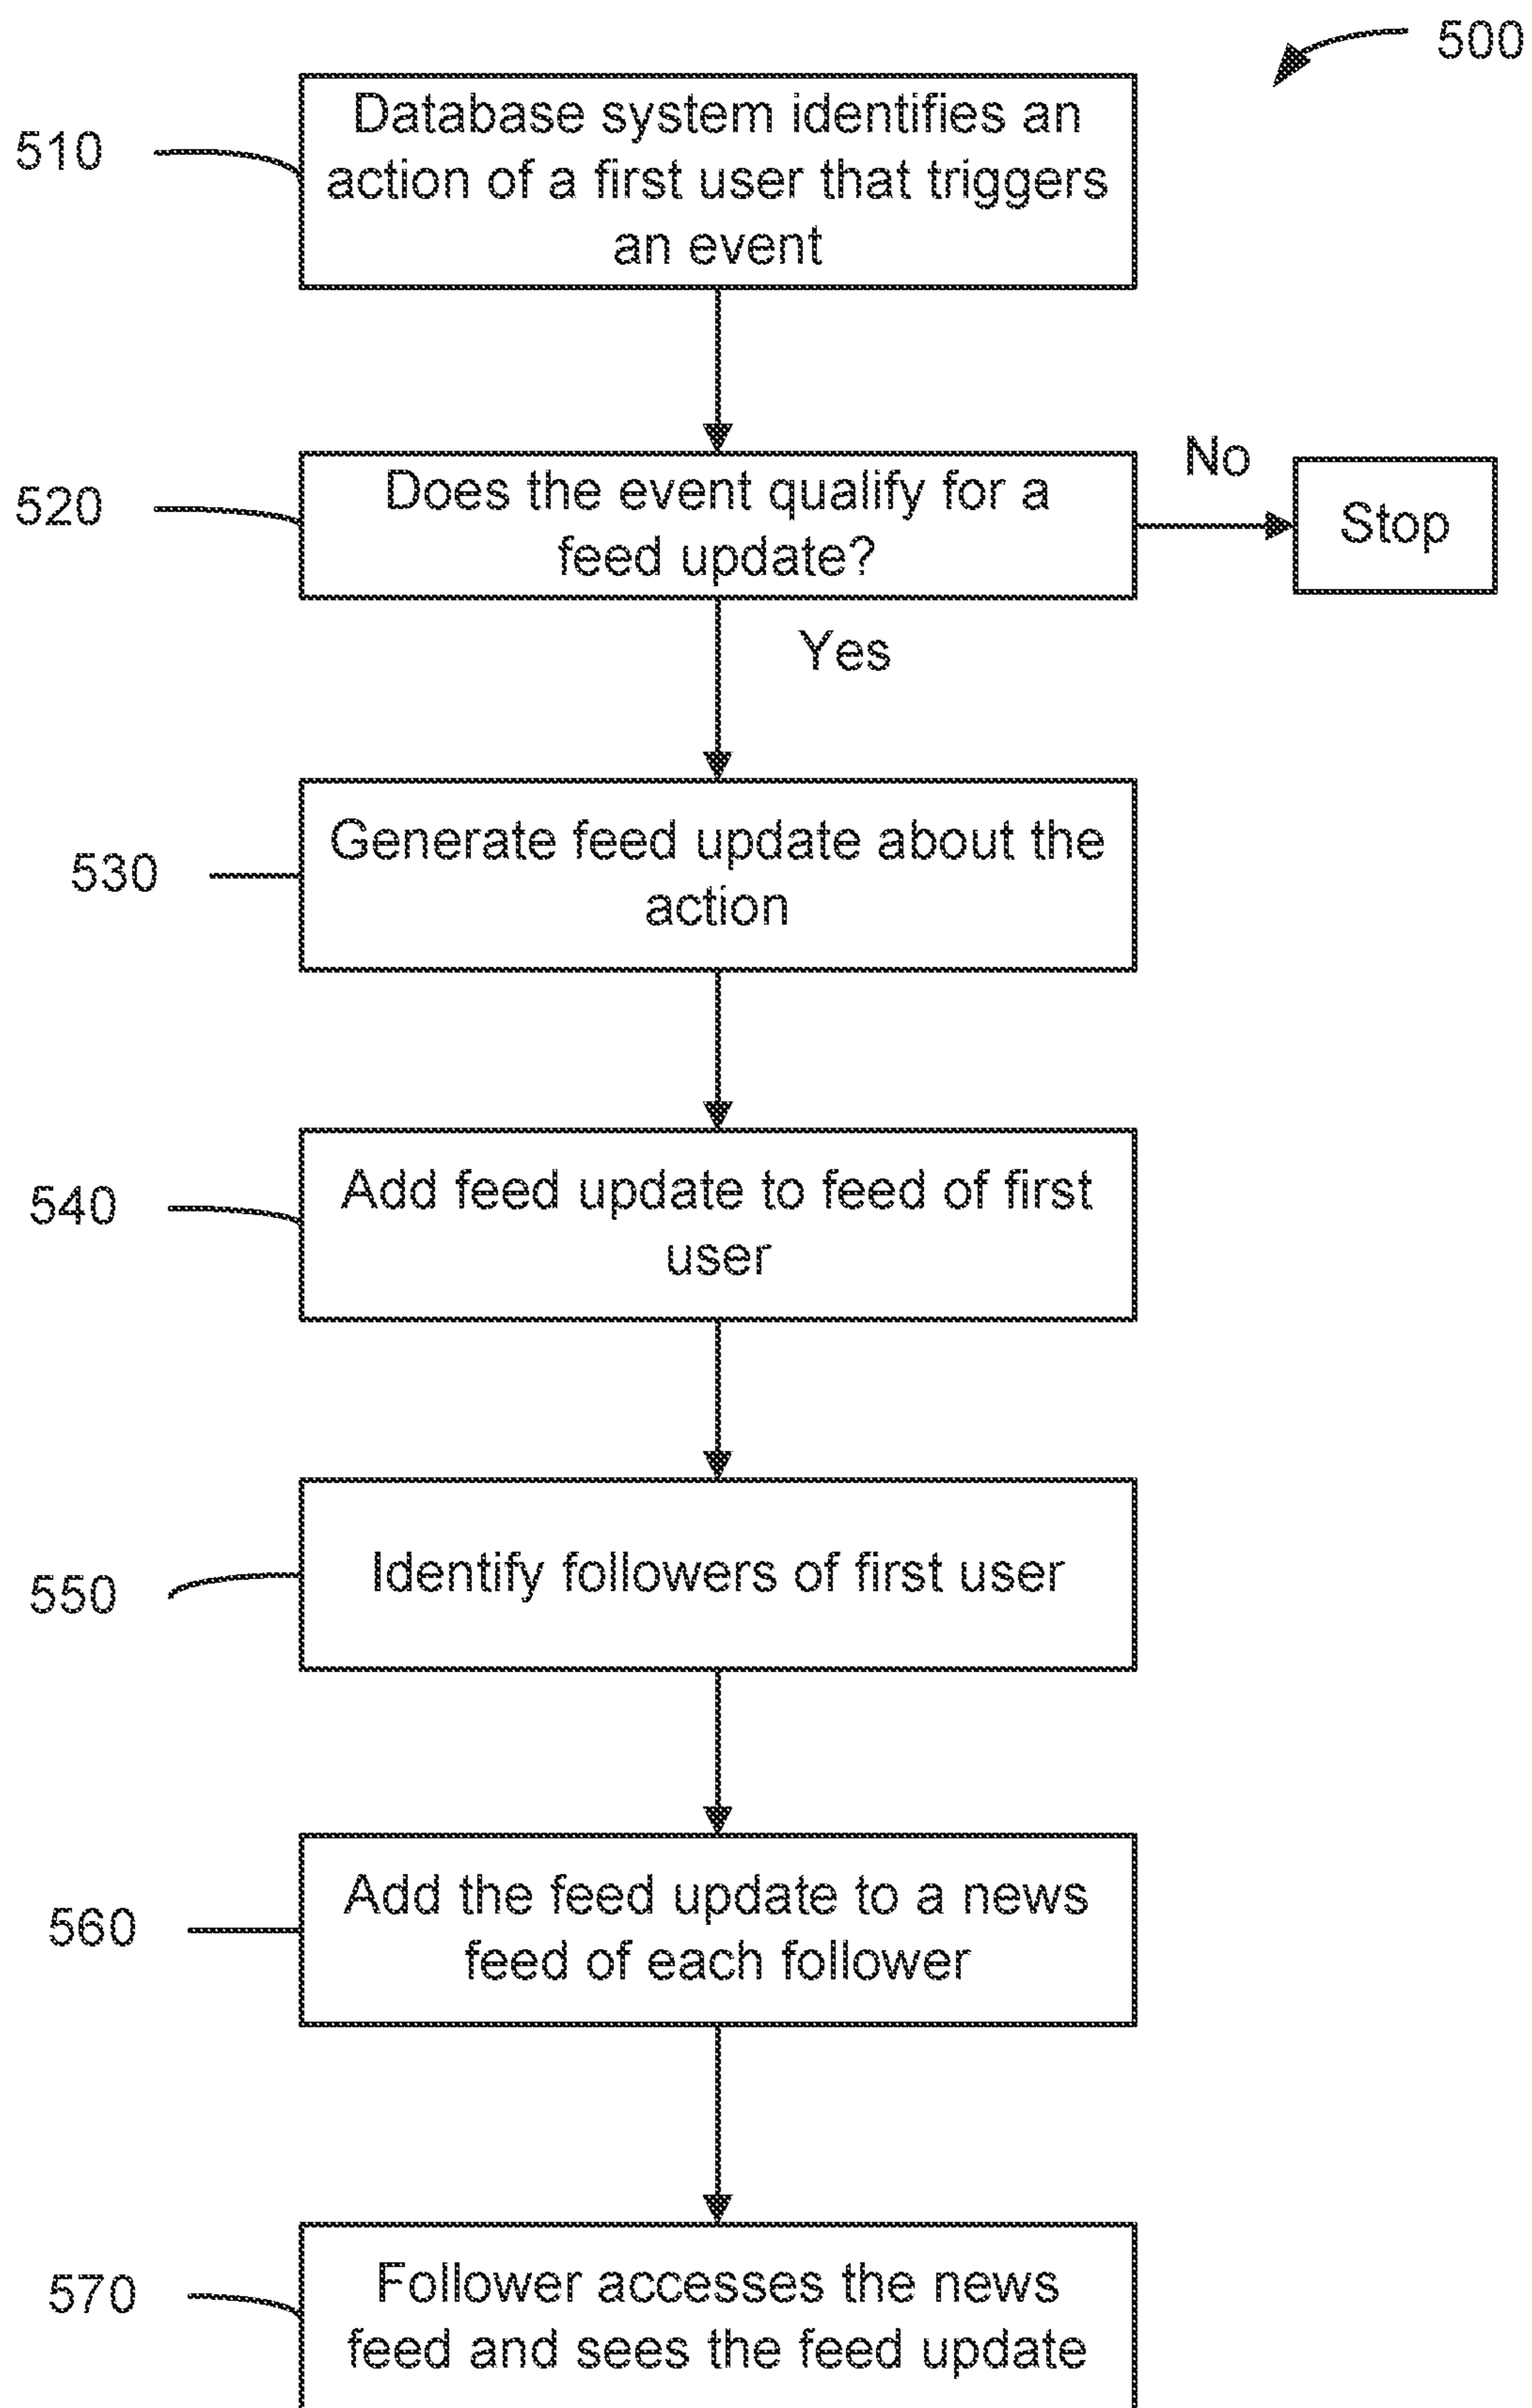 500
510
Database system identifies an
action of a first user that triggers
an event
520
Does the event qualify for a
feed update?
No
Stop
Yes
530
Generate feed update about the
action
540
Add feed update to feed of first
user
550
Identify followers of first user
560
Add the feed update to a news
feed of each follower
570
Follower accesses the news
feed and sees the feed update